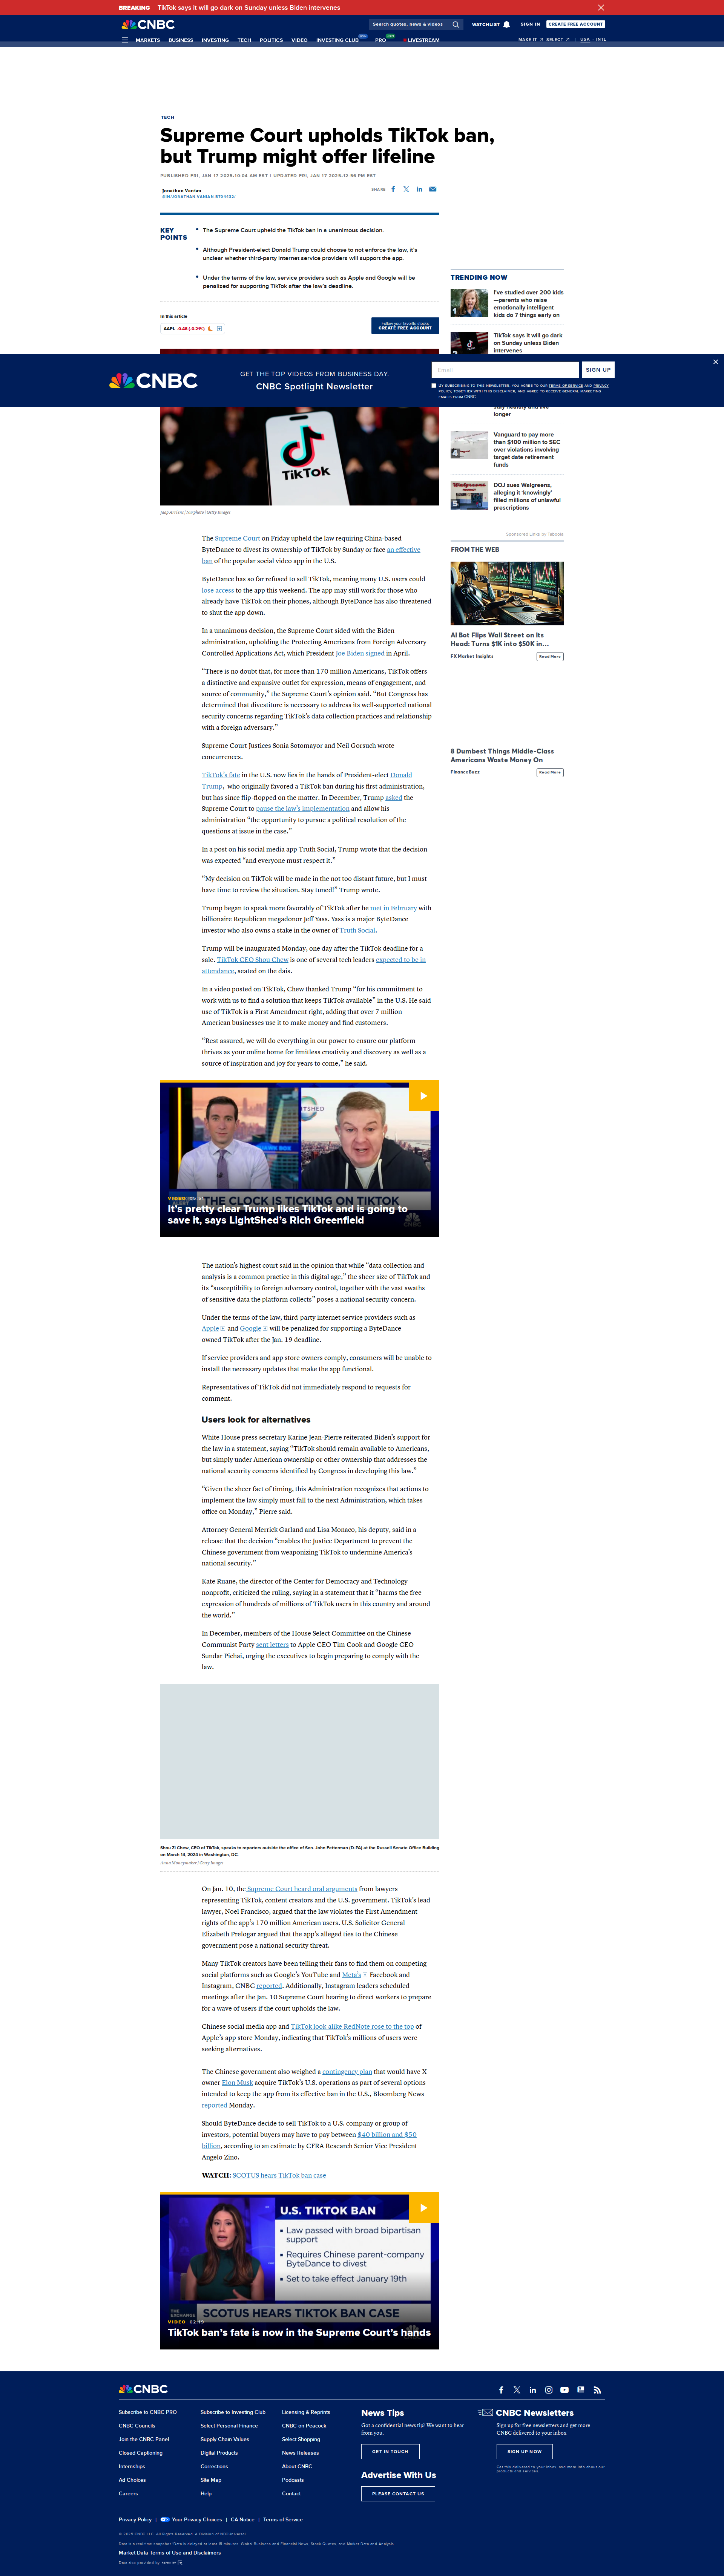 BREAKING TikTok says it will go dark on Sunday unless Biden intervenes
CNBC
Search quotes, news & videos
WATCHLIST
SIGN IN
CREATE FREE ACCOUNT
MARKETS
BUSINESS
INVESTING
TECH
POLITICS
VIDEO
INVESTING CLUB
PRO
LIVESTREAM
MAKE IT
SELECT
USA • INTL
TECH
Supreme Court upholds TikTok ban,
but Trump might offer lifeline
PUBLISHED FRI, JAN 17 2025•10:04 AM EST | UPDATED FRI, JAN 17 2025•12:56 PM EST
Jonathan Vanian
@IN/JONATHAN-VANIAN-B704432/
SHARE
KEY
POINTS
The Supreme Court upheld the TikTok ban in a unanimous decision.
Although President-elect Donald Trump could choose to not enforce the law, it’s
unclear whether third-party internet service providers will support the app.
Under the terms of the law, service providers such as Apple and Google will be
penalized for supporting TikTok after the law’s deadline.
In this article
AAPL -0.48 (-0.21%)
Follow your favorite stocks
CREATE FREE ACCOUNT
TRENDING NOW
1
I’ve studied over 200 kids
—parents who raise
emotionally intelligent
kids do 7 things early on
TikTok says it will go dark
on Sunday unless Biden
intervenes
CNBC
GET THE TOP VIDEOS FROM BUSINESS DAY.
CNBC Spotlight Newsletter
Email
SIGN UP
BY SUBSCRIBING TO THIS NEWSLETTER, YOU AGREE TO OUR TERMS OF SERVICE AND PRIVACY
POLICY, TOGETHER WITH THIS DISCLAIMER, AND AGREE TO RECEIVE GENERAL MARKETING
EMAILS FROM CNBC.
stay healthy and live
longer
4
Vanguard to pay more
than $100 million to SEC
over violations involving
target date retirement
funds
Walgreens
5
DOJ sues Walgreens,
alleging it ‘knowingly’
filled millions of unlawful
prescriptions
TikTok
Jaap Arriens | Nurphoto | Getty Images
Sponsored Links by Taboola
FROM THE WEB
AI Bot Flips Wall Street on Its
Head: Turns $1K into $50K in...
FX Market Insights
Read More
8 Dumbest Things Middle-Class
Americans Waste Money On
FinanceBuzz
Read More
The Supreme Court on Friday upheld the law requiring China-based
ByteDance to divest its ownership of TikTok by Sunday or face an effective
ban of the popular social video app in the U.S.
ByteDance has so far refused to sell TikTok, meaning many U.S. users could
lose access to the app this weekend. The app may still work for those who
already have TikTok on their phones, although ByteDance has also threatened
to shut the app down.
In a unanimous decision, the Supreme Court sided with the Biden
administration, upholding the Protecting Americans from Foreign Adversary
Controlled Applications Act, which President Joe Biden signed in April.
“There is no doubt that, for more than 170 million Americans, TikTok offers
a distinctive and expansive outlet for expression, means of engagement, and
source of community,” the Supreme Court’s opinion said. “But Congress has
determined that divestiture is necessary to address its well-supported national
security concerns regarding TikTok’s data collection practices and relationship
with a foreign adversary.”
Supreme Court Justices Sonia Sotomayor and Neil Gorsuch wrote
concurrences.
TikTok’s fate in the U.S. now lies in the hands of President-elect Donald
Trump, who originally favored a TikTok ban during his first administration,
but has since flip-flopped on the matter. In December, Trump asked the
Supreme Court to pause the law’s implementation and allow his
administration “the opportunity to pursue a political resolution of the
questions at issue in the case.”
In a post on his social media app Truth Social, Trump wrote that the decision
was expected “and everyone must respect it.”
“My decision on TikTok will be made in the not too distant future, but I must
have time to review the situation. Stay tuned!” Trump wrote.
Trump began to speak more favorably of TikTok after he met in February with
billionaire Republican megadonor Jeff Yass. Yass is a major ByteDance
investor who also owns a stake in the owner of Truth Social.
Trump will be inaugurated Monday, one day after the TikTok deadline for a
sale. TikTok CEO Shou Chew is one of several tech leaders expected to be in
attendance, seated on the dais.
In a video posted on TikTok, Chew thanked Trump “for his commitment to
work with us to find a solution that keeps TikTok available” in the U.S. He said
use of TikTok is a First Amendment right, adding that over 7 million
American businesses use it to make money and find customers.
“Rest assured, we will do everything in our power to ensure our platform
thrives as your online home for limitless creativity and discovery as well as a
source of inspiration and joy for years to come,” he said.
VIDEO
THE CLOCK IS TICKING ON TIKTOK
It’s pretty clear Trump likes TikTok and is going to
save it, says LightShed’s Rich Greenfield
The nation’s highest court said in the opinion that while “data collection and
analysis is a common practice in this digital age,” the sheer size of TikTok and
its “susceptibility to foreign adversary control, together with the vast swaths
of sensitive data the platform collects” poses a national security concern.
Under the terms of the law, third-party internet service providers such as
Apple and Google will be penalized for supporting a ByteDance-
owned TikTok after the Jan. 19 deadline.
If service providers and app store owners comply, consumers will be unable to
install the necessary updates that make the app functional.
Representatives of TikTok did not immediately respond to requests for
comment.
Users look for alternatives
White House press secretary Karine Jean-Pierre reiterated Biden’s support for
the law in a statement, saying “TikTok should remain available to Americans,
but simply under American ownership or other ownership that addresses the
national security concerns identified by Congress in developing this law.”
“Given the sheer fact of timing, this Administration recognizes that actions to
implement the law simply must fall to the next Administration, which takes
office on Monday,” Pierre said.
Attorney General Merrick Garland and Lisa Monaco, his deputy, said in a
release that the decision “enables the Justice Department to prevent the
Chinese government from weaponizing TikTok to undermine America’s
national security.”
Kate Ruane, the director of the Center for Democracy and Technology
nonprofit, criticized the ruling, saying in a statement that it “harms the free
expression of hundreds of millions of TikTok users in this country and around
the world.”
In December, members of the House Select Committee on the Chinese
Communist Party sent letters to Apple CEO Tim Cook and Google CEO
Sundar Pichai, urging the executives to begin preparing to comply with the
law.
Shou Zi Chew, CEO of TikTok, speaks to reporters outside the office of Sen. John Fetterman (D-PA) at the Russell Senate Office Building
on March 14, 2024 in Washington, DC.
Anna Moneymaker | Getty Images
On Jan. 10, the Supreme Court heard oral arguments from lawyers
representing TikTok, content creators and the U.S. government. TikTok’s lead
lawyer, Noel Francisco, argued that the law violates the First Amendment
rights of the app’s 170 million American users. U.S. Solicitor General
Elizabeth Prelogar argued that the app’s alleged ties to the Chinese
government pose a national security threat.
Many TikTok creators have been telling their fans to find them on competing
social platforms such as Google’s YouTube and Meta’s Facebook and
Instagram, CNBC reported. Additionally, Instagram leaders scheduled
meetings after the Jan. 10 Supreme Court hearing to direct workers to prepare
for a wave of users if the court upholds the law.
Chinese social media app and TikTok look-alike RedNote rose to the top of
Apple’s app store Monday, indicating that TikTok’s millions of users were
seeking alternatives.
The Chinese government also weighed a contingency plan that would have X
owner Elon Musk acquire TikTok’s U.S. operations as part of several options
intended to keep the app from its effective ban in the U.S., Bloomberg News
reported Monday.
Should ByteDance decide to sell TikTok to a U.S. company or group of
investors, potential buyers may have to pay between $40 billion and $50
billion, according to an estimate by CFRA Research Senior Vice President
Angelo Zino.
WATCH: SCOTUS hears TikTok ban case
U.S. TIKTOK BAN
Law passed with broad bipartisan
support
Requires Chinese parent-company
ByteDance to divest
Set to take effect January 19th
THE
EXCHANGE
SCOTUS HEARS TIKTOK BAN CASE
VIDEO 02:19
TikTok ban’s fate is now in the Supreme Court’s hands
CNBC
Subscribe to CNBC PRO
Subscribe to Investing Club
Licensing & Reprints
CNBC Councils
Select Personal Finance
CNBC on Peacock
Join the CNBC Panel
Supply Chain Values
Select Shopping
Closed Captioning
Digital Products
News Releases
Internships
Corrections
About CNBC
Ad Choices
Site Map
Podcasts
Careers
Help
Contact
News Tips
Got a confidential news tip? We want to hear
from you.
GET IN TOUCH
Advertise With Us
PLEASE CONTACT US
CNBC Newsletters
Sign up for free newsletters and get more
CNBC delivered to your inbox
SIGN UP NOW
Get this delivered to your inbox, and more info about our
products and services.
Privacy Policy | Your Privacy Choices | CA Notice | Terms of Service
© 2025 CNBC LLC. All Rights Reserved. A Division of NBCUniversal
Data is a real-time snapshot *Data is delayed at least 15 minutes. Global Business and Financial News, Stock Quotes, and Market Data and Analysis.
Market Data Terms of Use and Disclaimers
Data also provided by